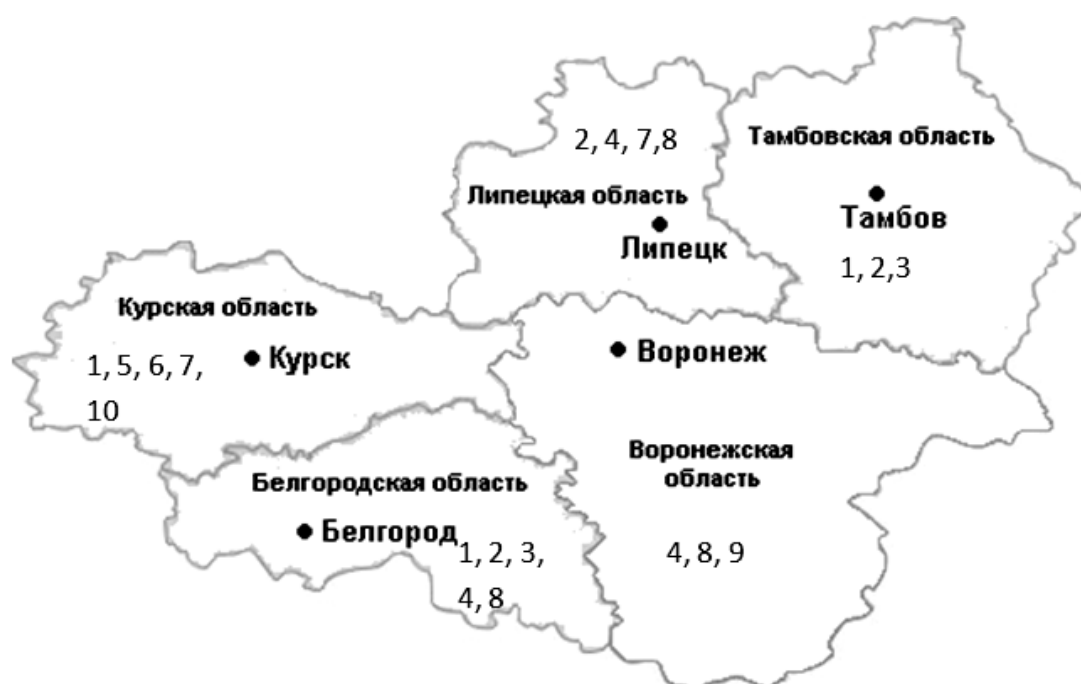 2, 4, 7,8
Липецкая область
Липецк
Тамбовская область
Тамбов
1, 2,3
Курская область
Курск
1, 5, 6, 7,
10
Воронеж
Воронежская
область
4, 8, 9
Белгородская область
Белгород
1, 2, 3,
4, 8